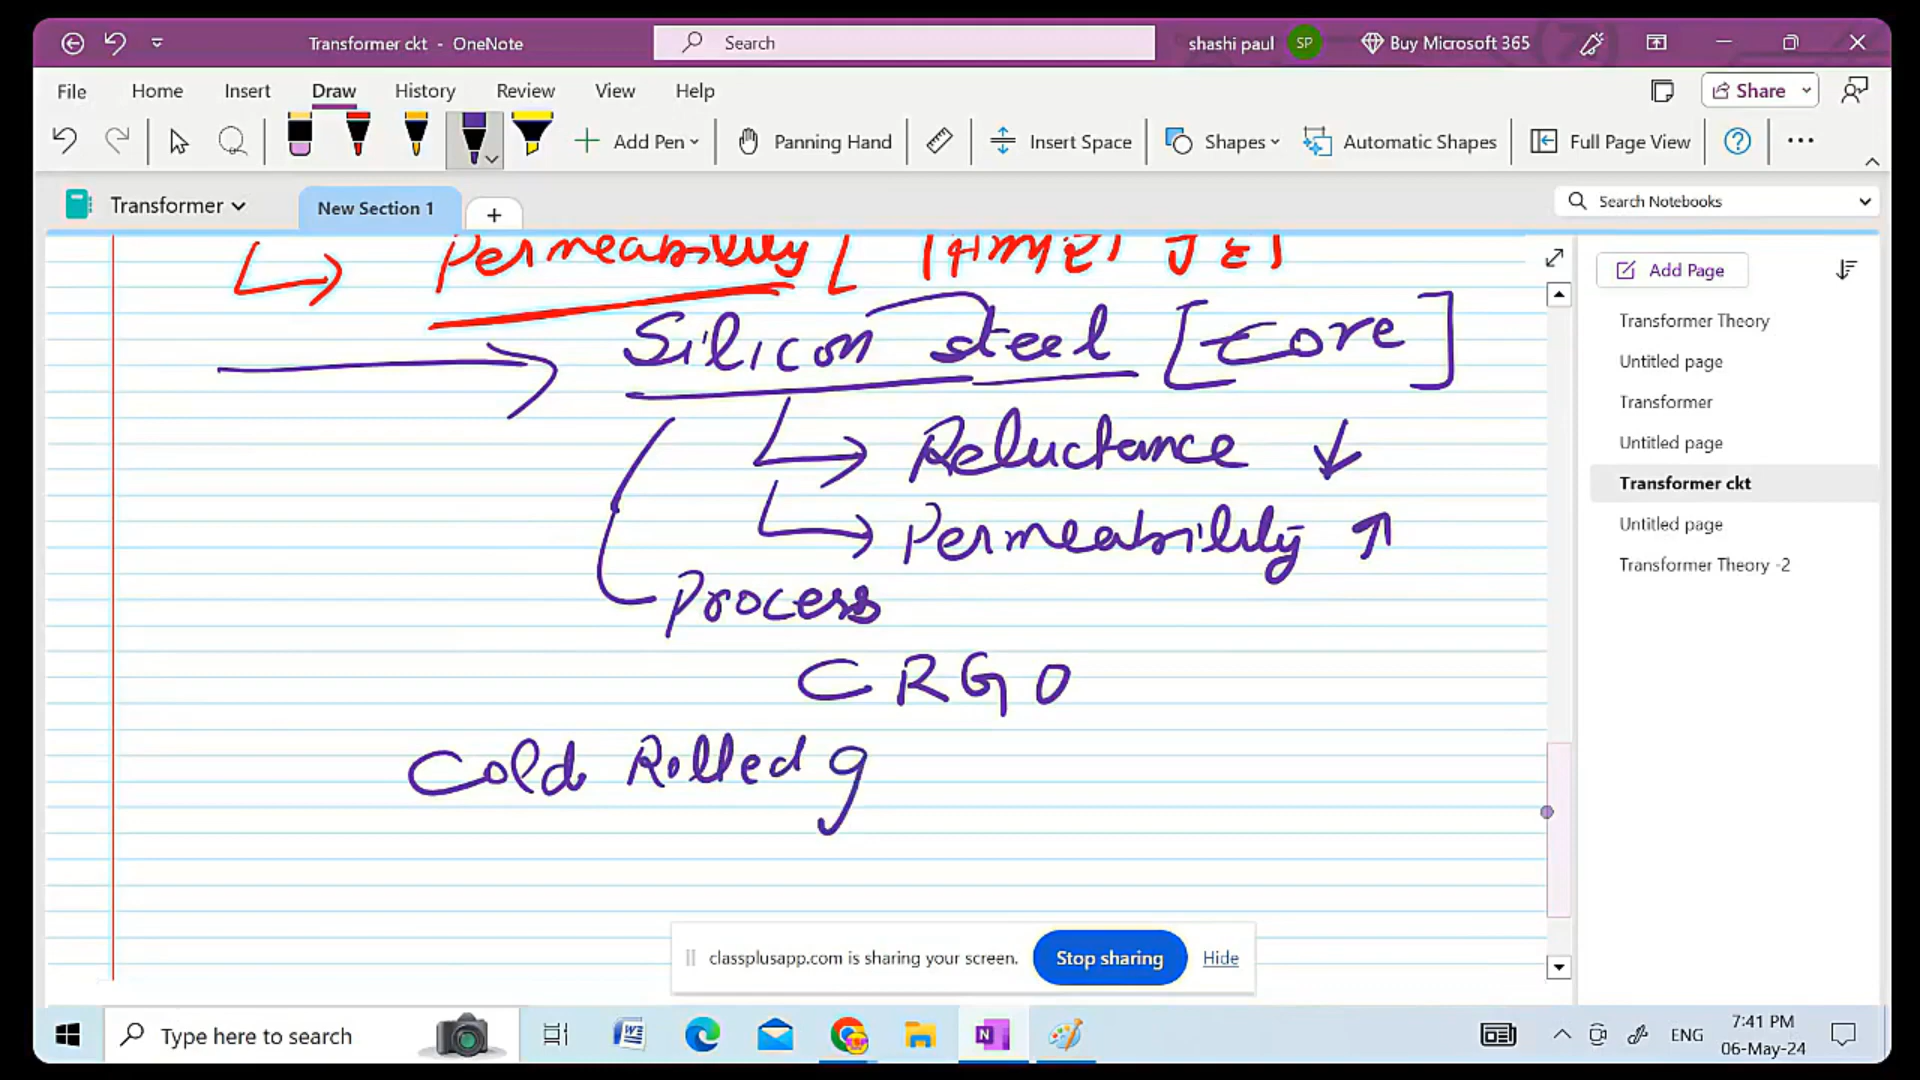 Transformer ckt - OneNote
Search
shashi paul
SP
Buy Microsoft 365
File Home Insert Draw History Review View Help
Share
Add Pen
Panning Hand
Insert Space
Shapes
Automatic Shapes
Full Page View
Transformer
New Section 1
Search Notebooks
Permeability
Silicon steel [core]
Reluctance ↓
Permeability ↑
Process
CRGO
Cold Rolled g
Add Page
Transformer Theory
Untitled page
Transformer
Untitled page
Transformer ckt
Untitled page
Transformer Theory -2
classplusapp.com is sharing your screen.
Stop sharing
Hide
Type here to search
ENG
7:41 PM
06-May-24